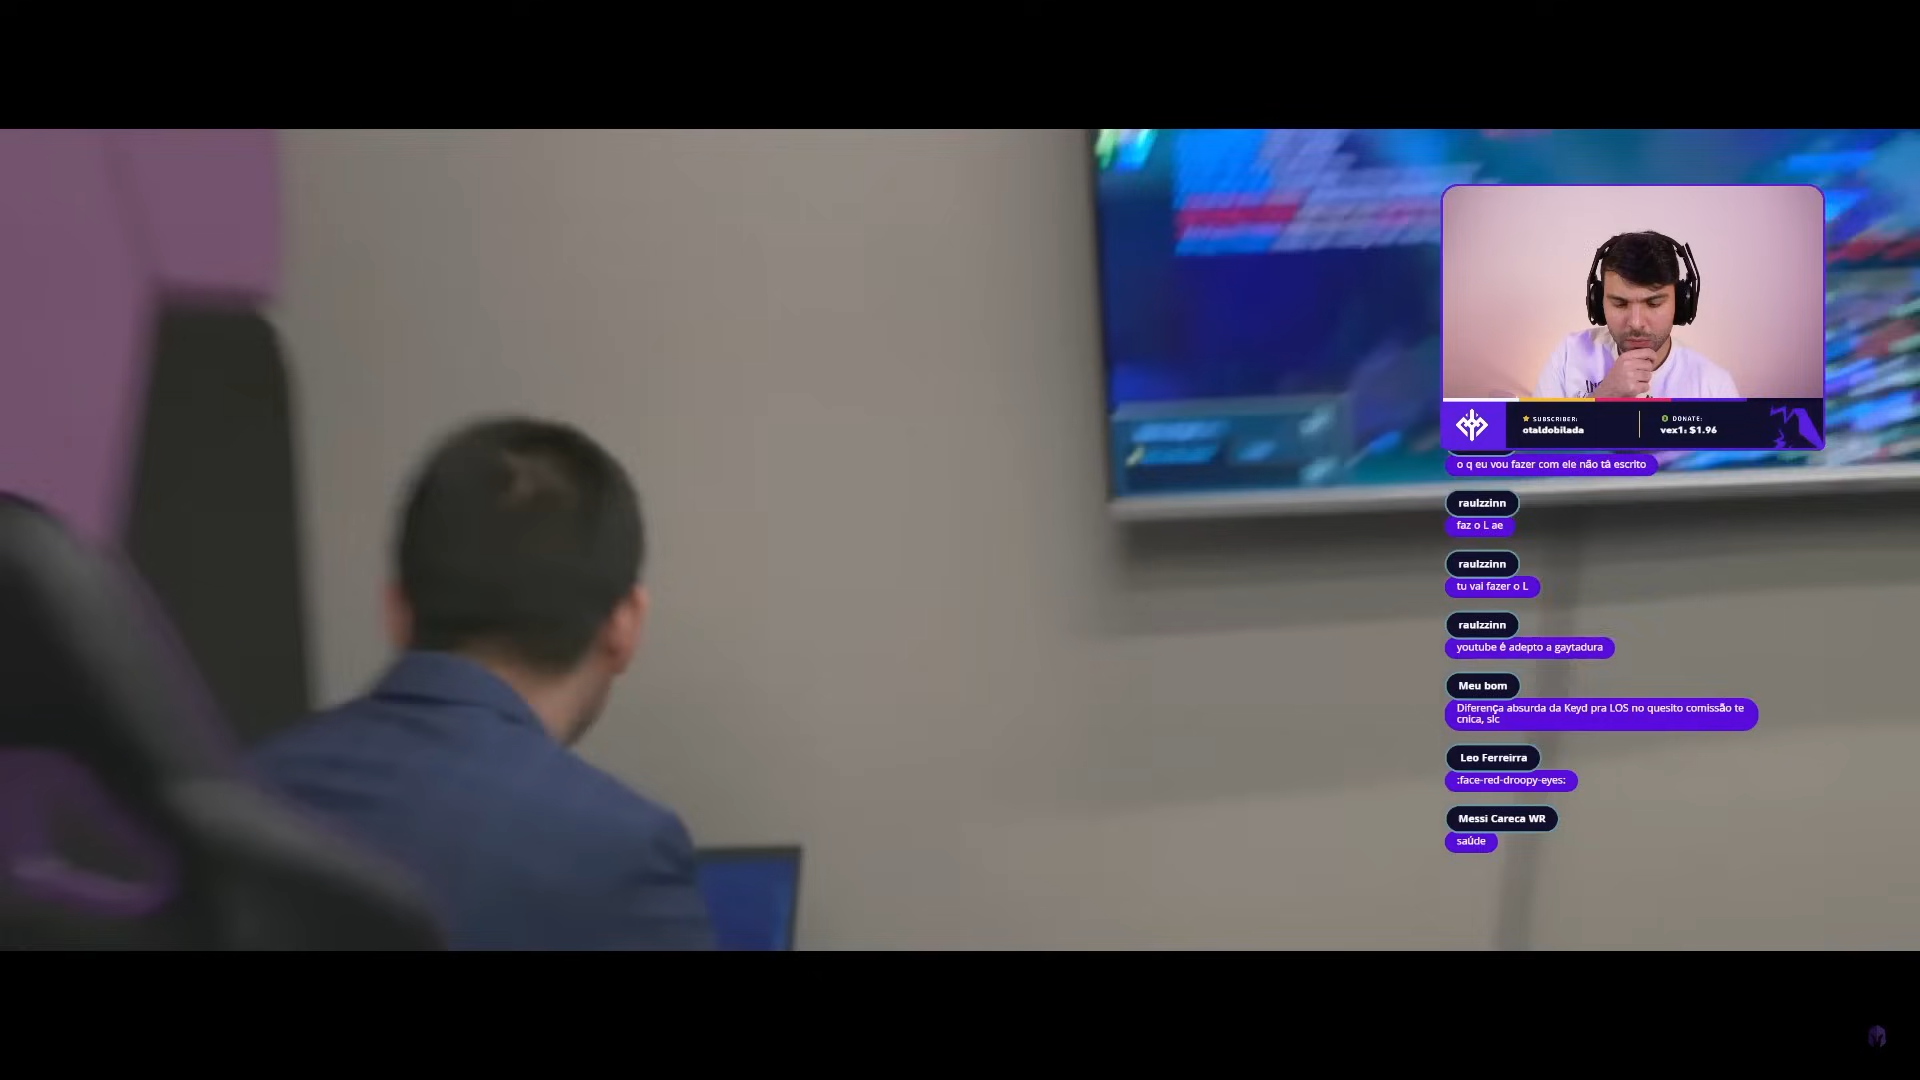 SUBSCRIBER:
otaldobilada
DONATE:
vex1: $1.96
o q eu vou fazer com ele não tá escrito
raulzzinn
faz o L ae
raulzzinn
tu vai fazer o L
raulzzinn
youtube é adepto a gaytadura
Meu bom
Diferença absurda da Keyd pra LOS no quesito comissão te
cnica, slc
Leo Ferreirra
:face-red-droopy-eyes:
Messi Careca WR
saúde